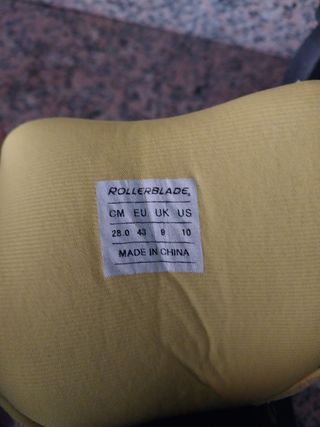 ROLLERBLADE®
CM EU UK US
28.0 43 9 10
MADE IN CHINA